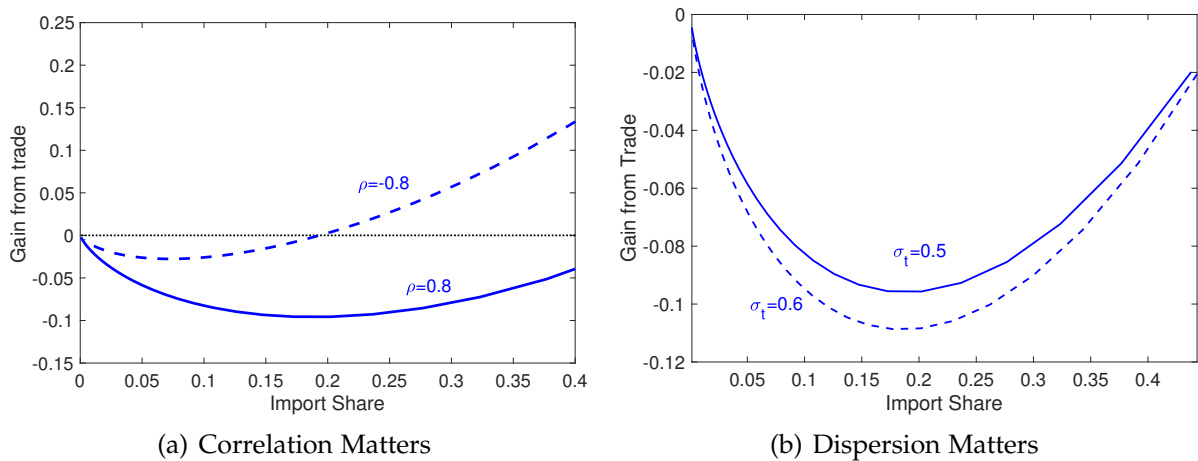 0.25
0.2
0.15
0.1
0.05
0
-0.05
-0.1
-0.15
Gain from trade
ρ=-0.8
ρ=0.8
0 0.05 0.1 0.15 0.2 0.25 0.3 0.35 0.4
Import Share
(a) Correlation Matters
0
-0.02
-0.04
-0.06
-0.08
-0.1
-0.12
Gain from Trade
σt=0.5
σt=0.6
0.05 0.1 0.15 0.2 0.25 0.3 0.35 0.4
Import Share
(b) Dispersion Matters